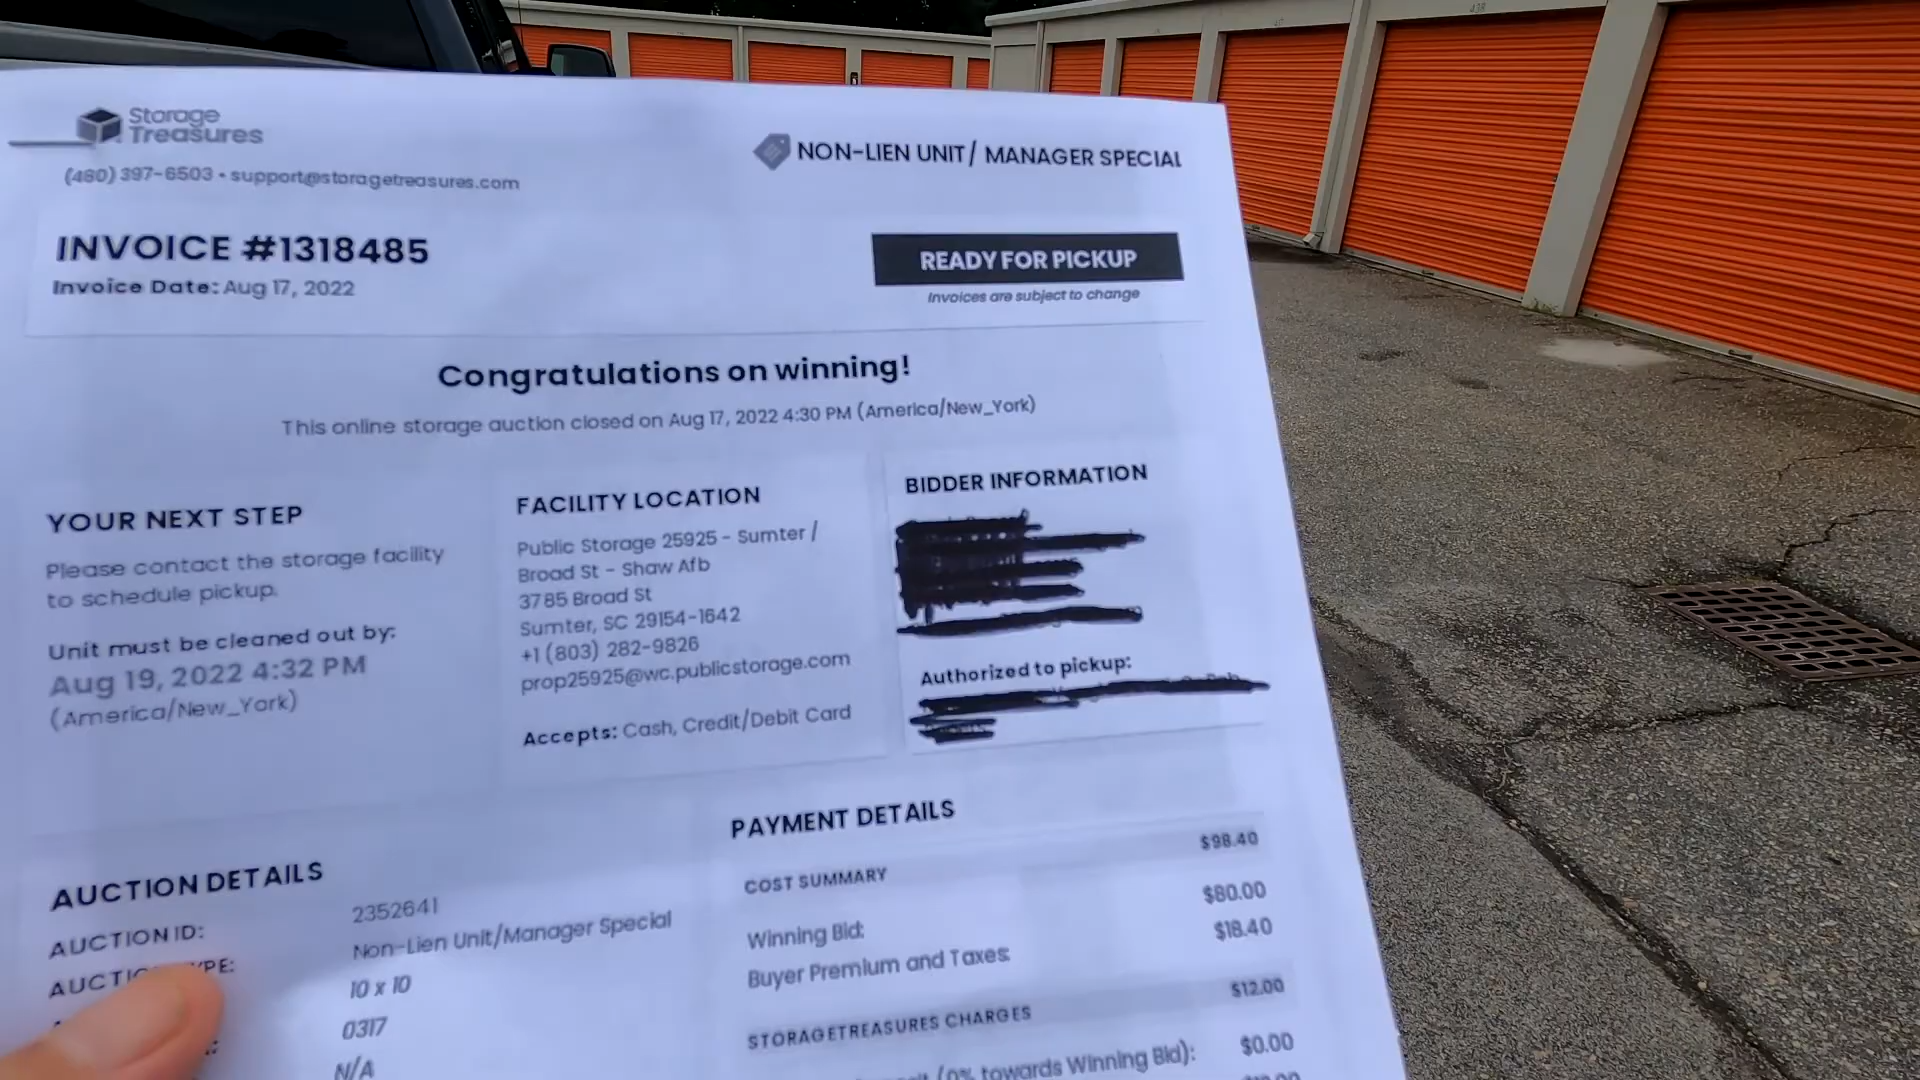 Storage
Treasures
(480) 397-6503 • support@storagetreasures.com
NON-LIEN UNIT/ MANAGER SPECIAL
INVOICE #1318485
Invoice Date: Aug 17, 2022
READY FOR PICKUP
Invoices are subject to change
Congratulations on winning!
This online storage auction closed on Aug 17, 2022 4:30 PM (America/New_York)
YOUR NEXT STEP
Please contact the storage facility
to schedule pickup.
Unit must be cleaned out by:
Aug 19, 2022 4:32 PM
(America/New_York)
FACILITY LOCATION
Public Storage 25925 - Sumter /
Broad St - Shaw Afb
3785 Broad St
Sumter, SC 29154-1642
+1 (803) 282-9826
prop25925@wc.publicstorage.com
Accepts: Cash, Credit/Debit Card
BIDDER INFORMATION
Authorized to pickup:
AUCTION DETAILS
AUCTION ID: 2352641
Non-Lien Unit/Manager Special
10 x 10
0317
N/A
PAYMENT DETAILS
COST SUMMARY $98.40
Winning Bid: $80.00
Buyer Premium and Taxes: $18.40
STORAGETREASURES CHARGES $12.00
(0% towards Winning Bid): $0.00
438